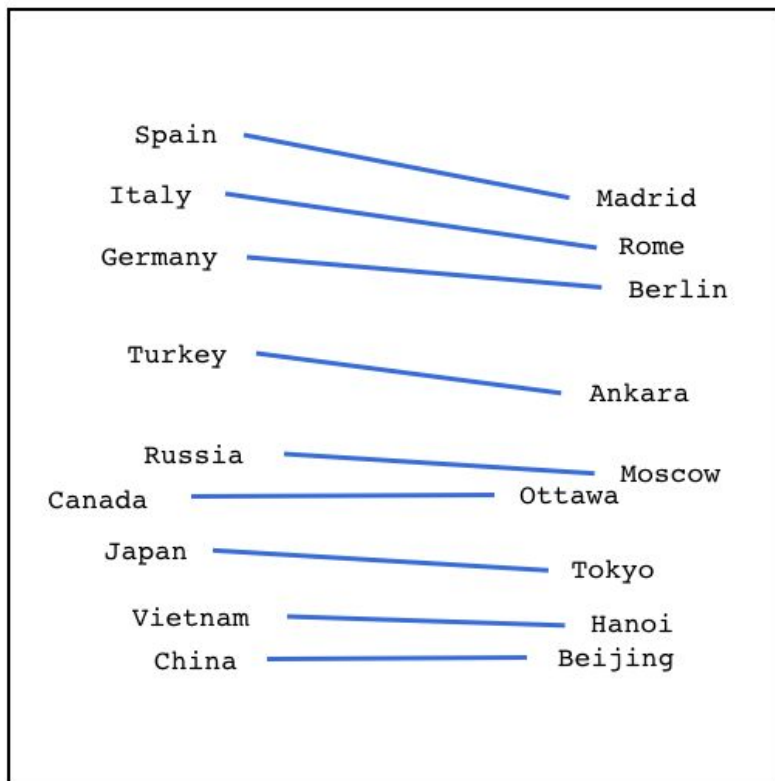 Spain
Madrid
Italy
Rome
Germany
Berlin
Turkey
Ankara
Russia
Moscow
Canada
Ottawa
Japan
Tokyo
Vietnam
Hanoi
China
Beijing